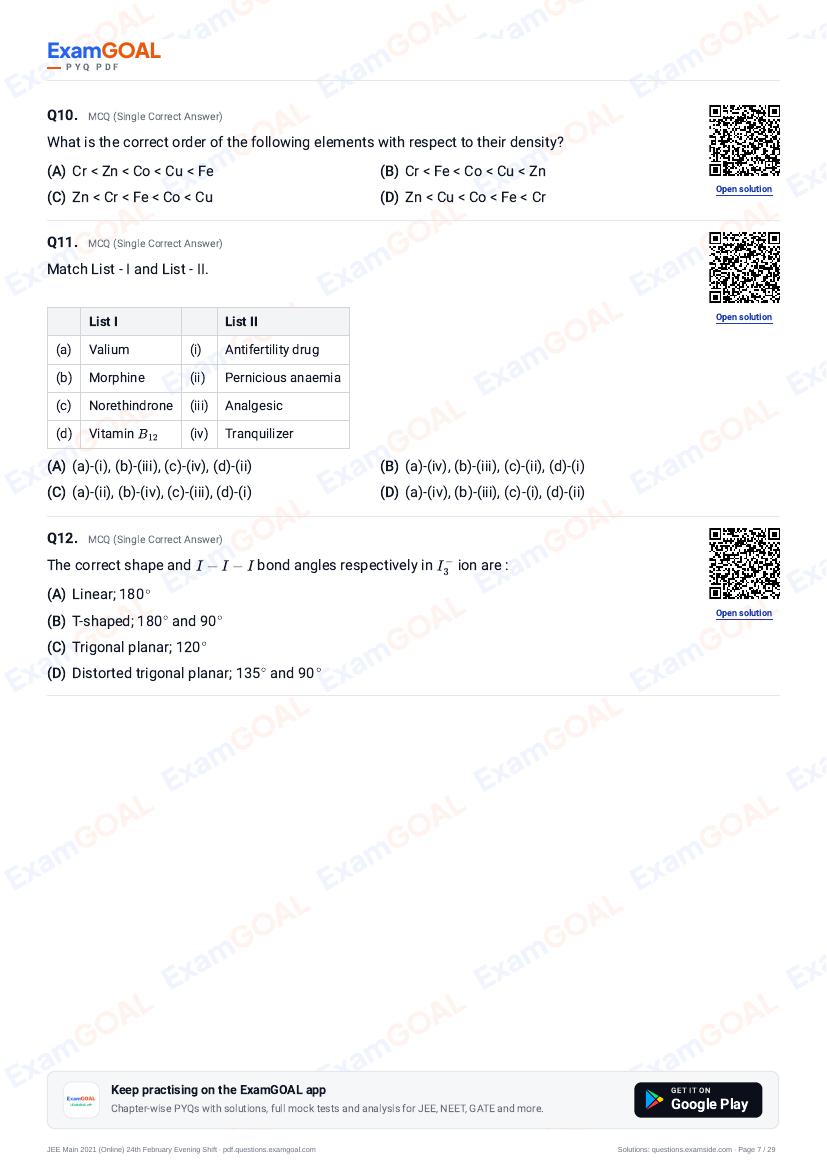 ExamGOAL
PYQ PDF
Q10. MCQ (Single Correct Answer)
What is the correct order of the following elements with respect to their density?
(A) Cr < Zn < Co < Cu < Fe (B) Cr < Fe < Co < Cu < Zn
(C) Zn < Cr < Fe < Co < Cu (D) Zn < Cu < Co < Fe < Cr
Open solution
Q11. MCQ (Single Correct Answer)
Match List - I and List - II.
Open solution
List I List II
(a) Valium (i) Antifertility drug
(b) Morphine (ii) Pernicious anaemia
(c) Norethindrone (iii) Analgesic
(d) Vitamin B₁₂ (iv) Tranquilizer
(A) (a)-(i), (b)-(iii), (c)-(iv), (d)-(ii) (B) (a)-(iv), (b)-(iii), (c)-(ii), (d)-(i)
(C) (a)-(ii), (b)-(iv), (c)-(iii), (d)-(i) (D) (a)-(iv), (b)-(iii), (c)-(i), (d)-(ii)
Q12. MCQ (Single Correct Answer)
The correct shape and I − I − I bond angles respectively in I₃⁻ ion are :
(A) Linear; 180°
(B) T-shaped; 180° and 90°
(C) Trigonal planar; 120°
(D) Distorted trigonal planar; 135° and 90°
Open solution
ExamGOAL
Keep practising on the ExamGOAL app
Chapter-wise PYQs with solutions, full mock tests and analysis for JEE, NEET, GATE and more.
GET IT ON
Google Play
JEE Main 2021 (Online) 24th February Evening Shift · pdf.questions.examgoal.com Solutions: questions.examside.com · Page 7 / 29